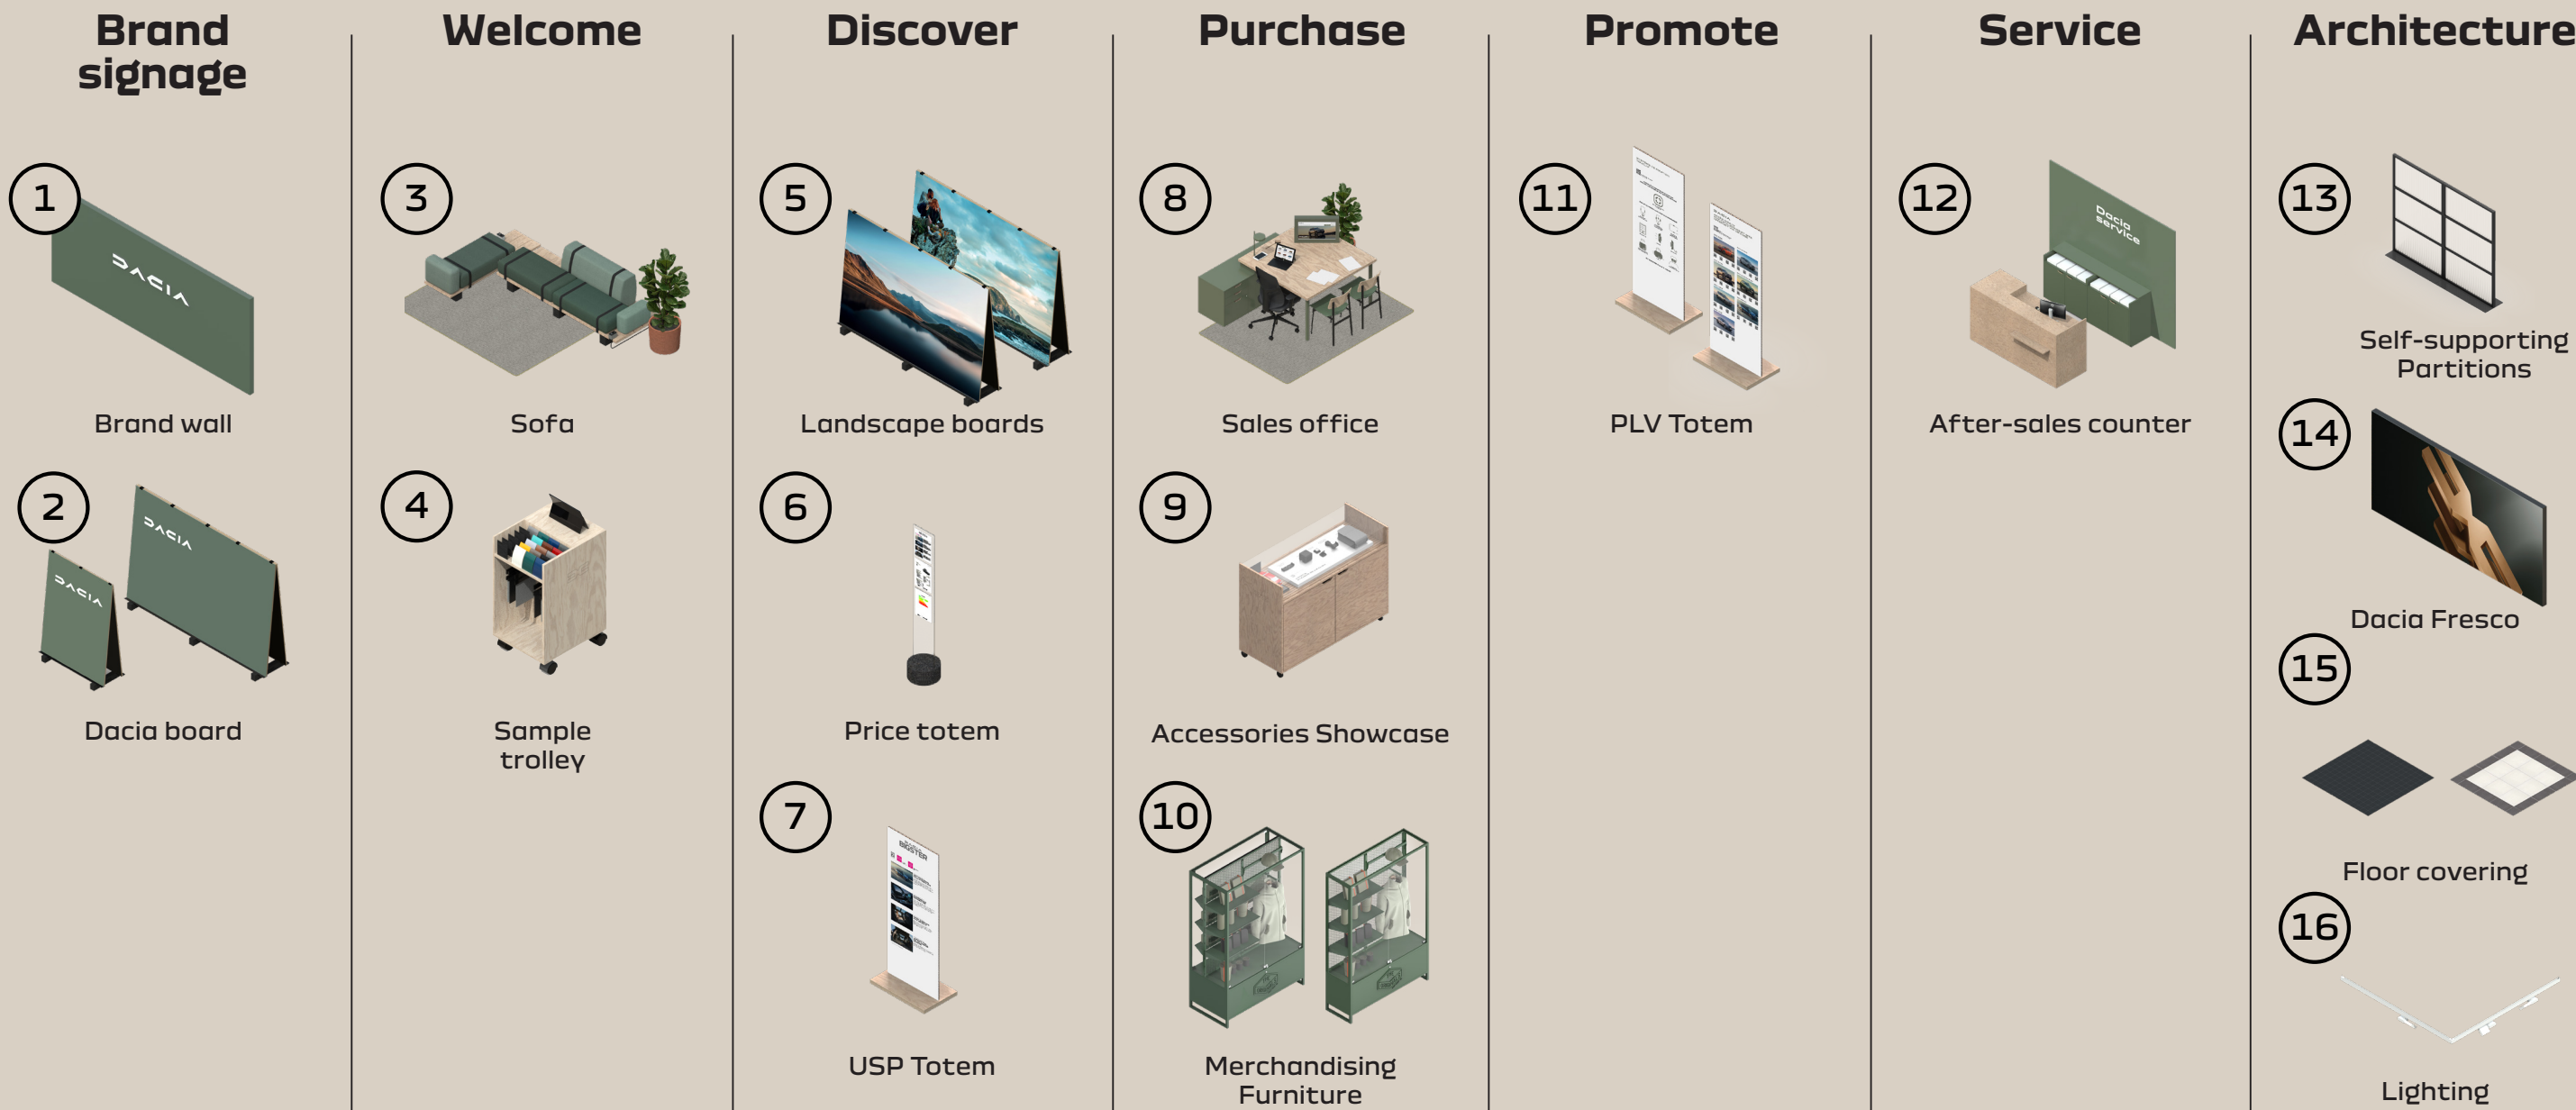 Brand
signage
Welcome
Discover
Purchase
Promote
Service
Architecture
1
DACIA
Brand wall
2
DACIA
DACIA
Dacia board
3
Sofa
4
Sample
trolley
5
Landscape boards
6
Price totem
7
BIGSTER
USP Totem
8
Sales office
9
Accessories Showcase
10
Merchandising
Furniture
11
PLV Totem
12
Dacia
service
After-sales counter
13
Self-supporting
Partitions
14
Dacia Fresco
15
Floor covering
16
Lighting